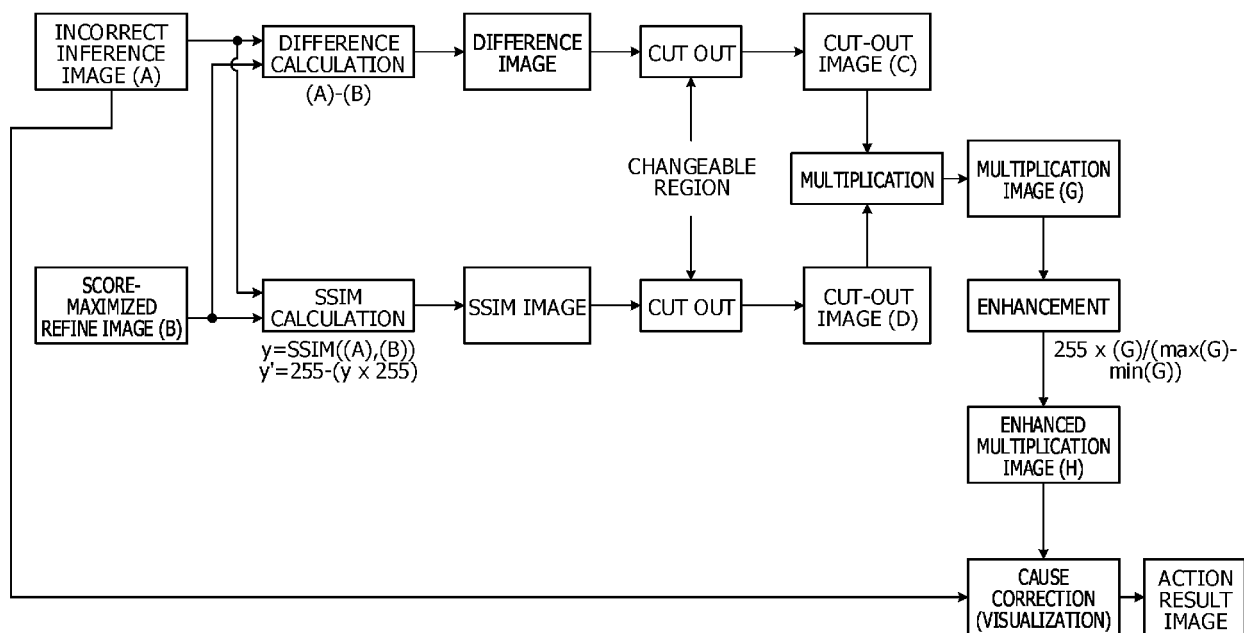 INCORRECT
INFERENCE
IMAGE (A)
DIFFERENCE
CALCULATION
(A)-(B)
DIFFERENCE
IMAGE
CUT OUT
CUT-OUT
IMAGE (C)
CHANGEABLE
REGION
MULTIPLICATION
MULTIPLICATION
IMAGE (G)
SCORE-
MAXIMIZED
REFINE IMAGE (B)
SSIM
CALCULATION
y=SSIM((A),(B))
y'=255-(y x 255)
SSIM IMAGE
CUT OUT
CUT-OUT
IMAGE (D)
ENHANCEMENT
255 x (G)/(max(G)-
min(G))
ENHANCED
MULTIPLICATION
IMAGE (H)
CAUSE
CORRECTION
(VISUALIZATION)
ACTION
RESULT
IMAGE